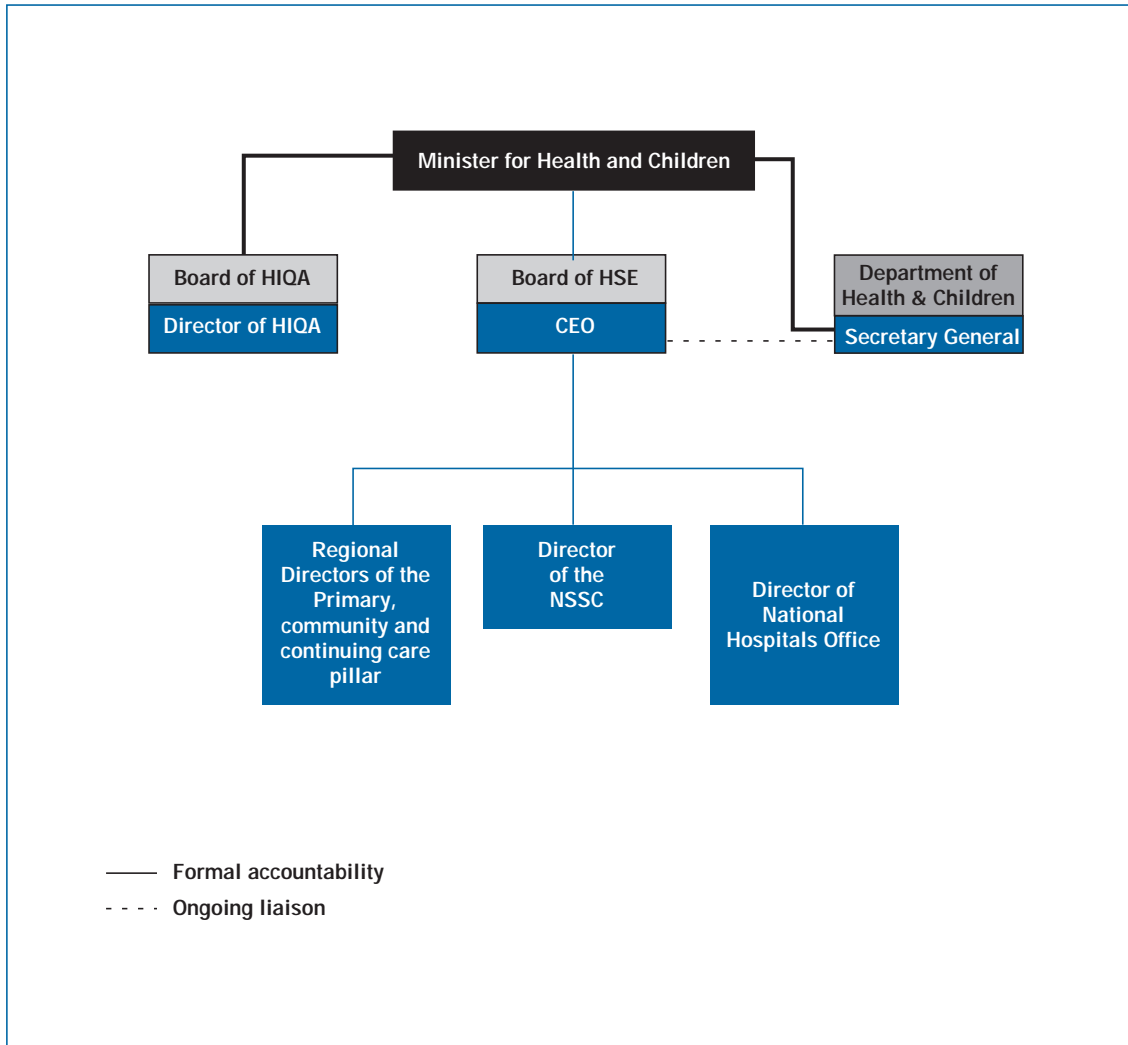 Minister for Health and Children
Board of HIQA
Director of HIQA
Board of HSE
CEO
Department of
Health & Children
Secretary General
Regional
Directors of the
Primary,
community and
continuing care
pillar
Director
of the
NSSC
Director of
National
Hospitals Office
Formal accountability
Ongoing liaison